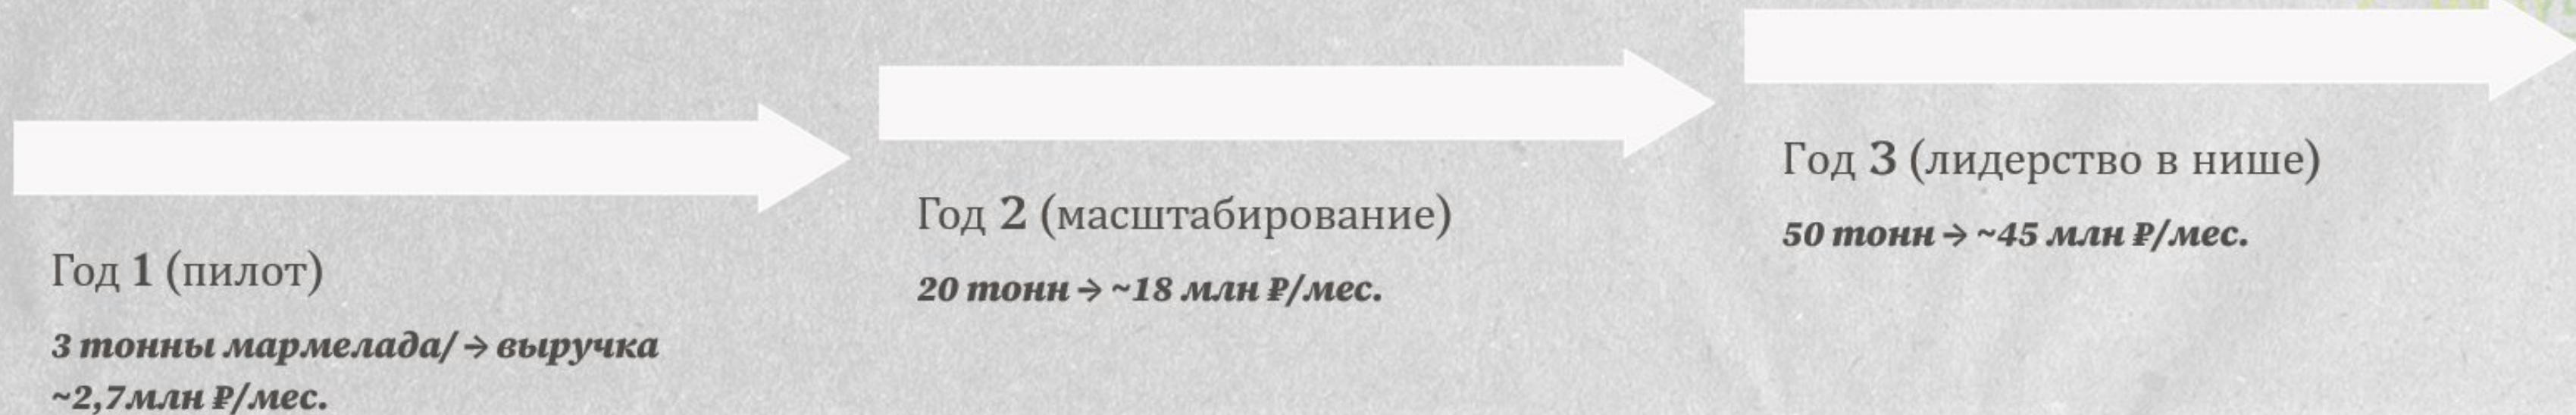 Год 1 (пилот)
3 тонны мармелада/ → выручка
~2,7млн ₽/мес.
Год 2 (масштабирование)
20 тонн → ~18 млн ₽/мес.
Год 3 (лидерство в нише)
50 тонн → ~45 млн ₽/мес.